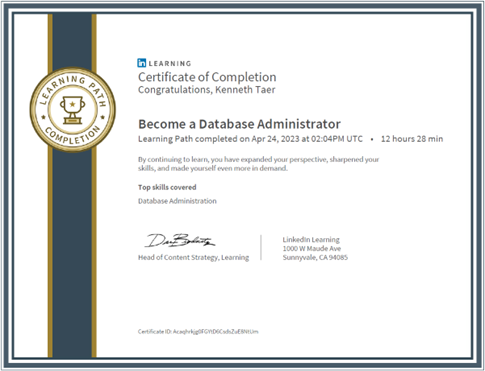 in LEARNING
Certificate of Completion
Congratulations, Kenneth Taer
LEARNING PATH
COMPLETION
Become a Database Administrator
Learning Path completed on Apr 24, 2023 at 02:04PM UTC • 12 hours 28 min
By continuing to learn, you have expanded your perspective, sharpened your
skills, and made yourself even more in demand.
Top skills covered
Database Administration
Head of Content Strategy, Learning
LinkedIn Learning
1000 W Maude Ave
Sunnyvale, CA 94085
Certificate ID: